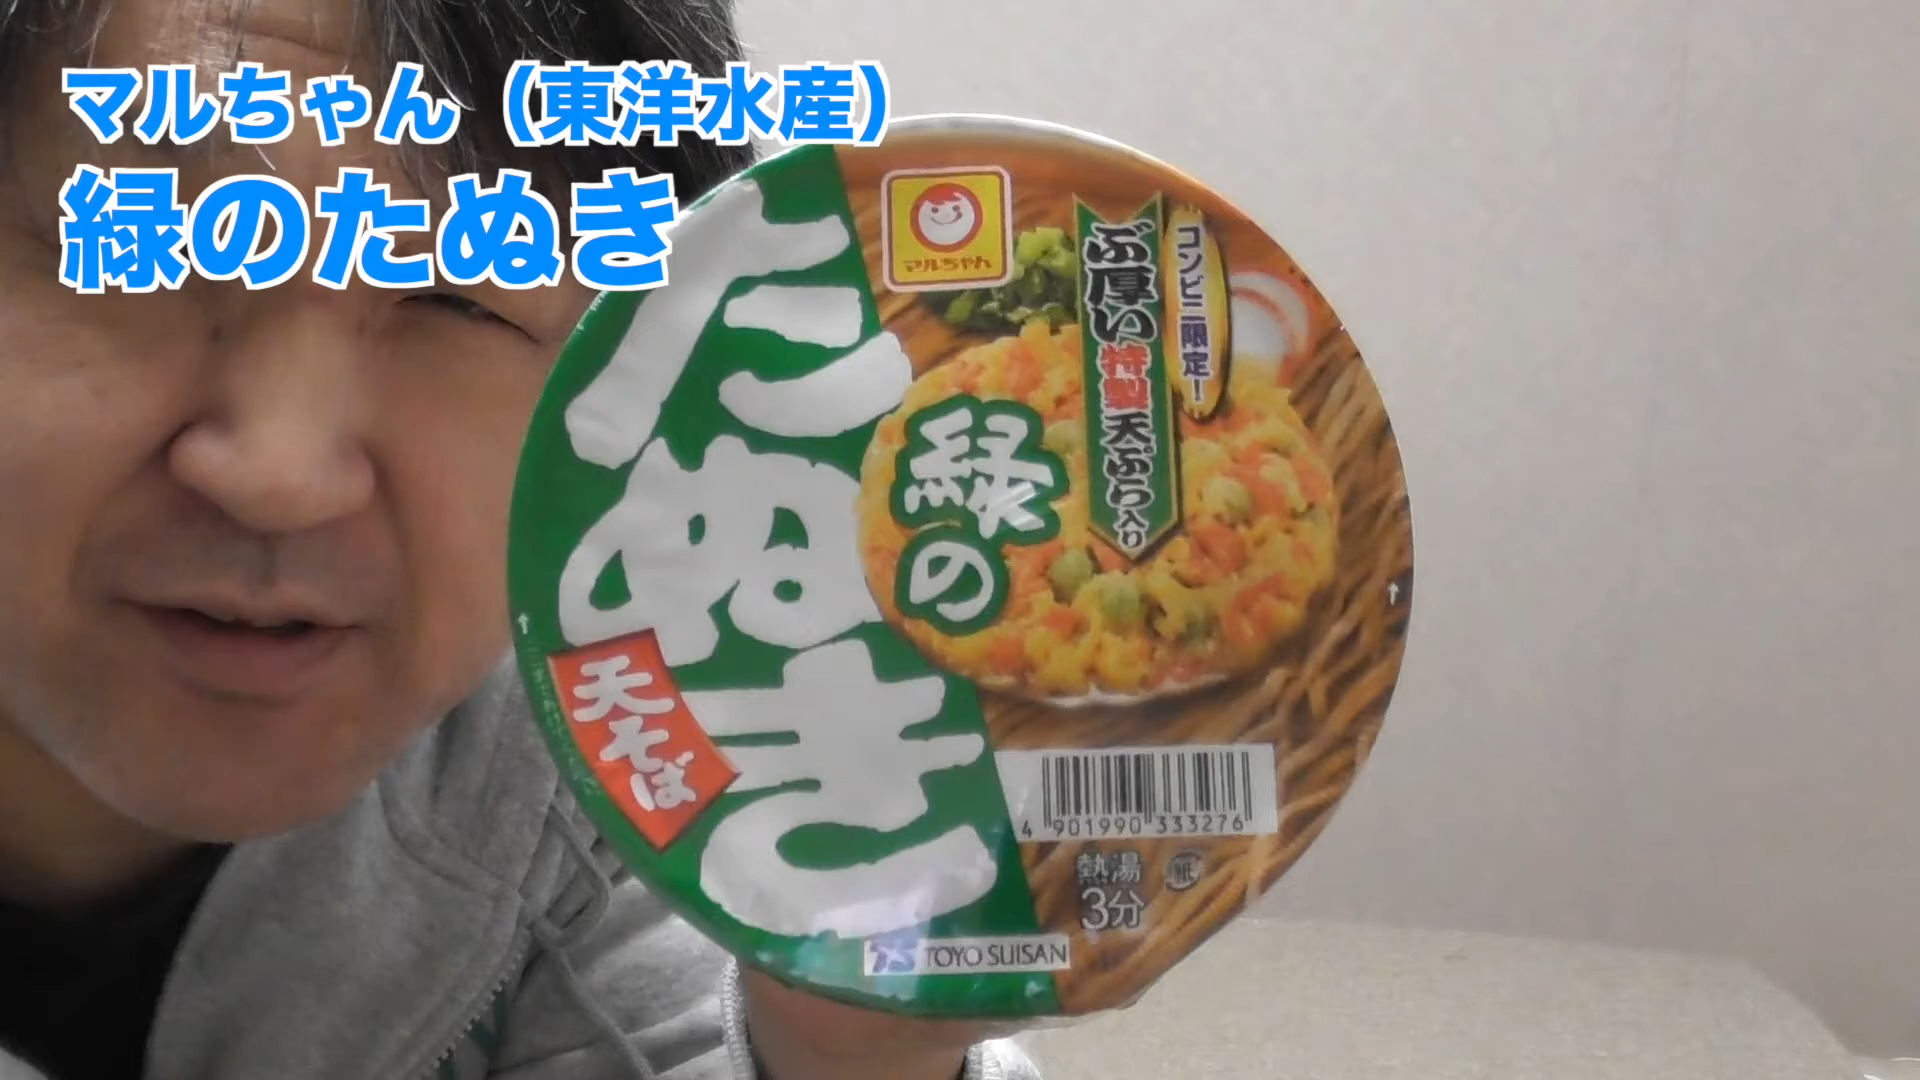 マルちゃん（東洋水産）
緑のたぬき
マルちゃん
コンビニ限定！
ぶ厚い特製天ぷら入り
緑の
たぬき
天そば
4 901990 333276
熱湯
3分
紙
TS TOYO SUISAN